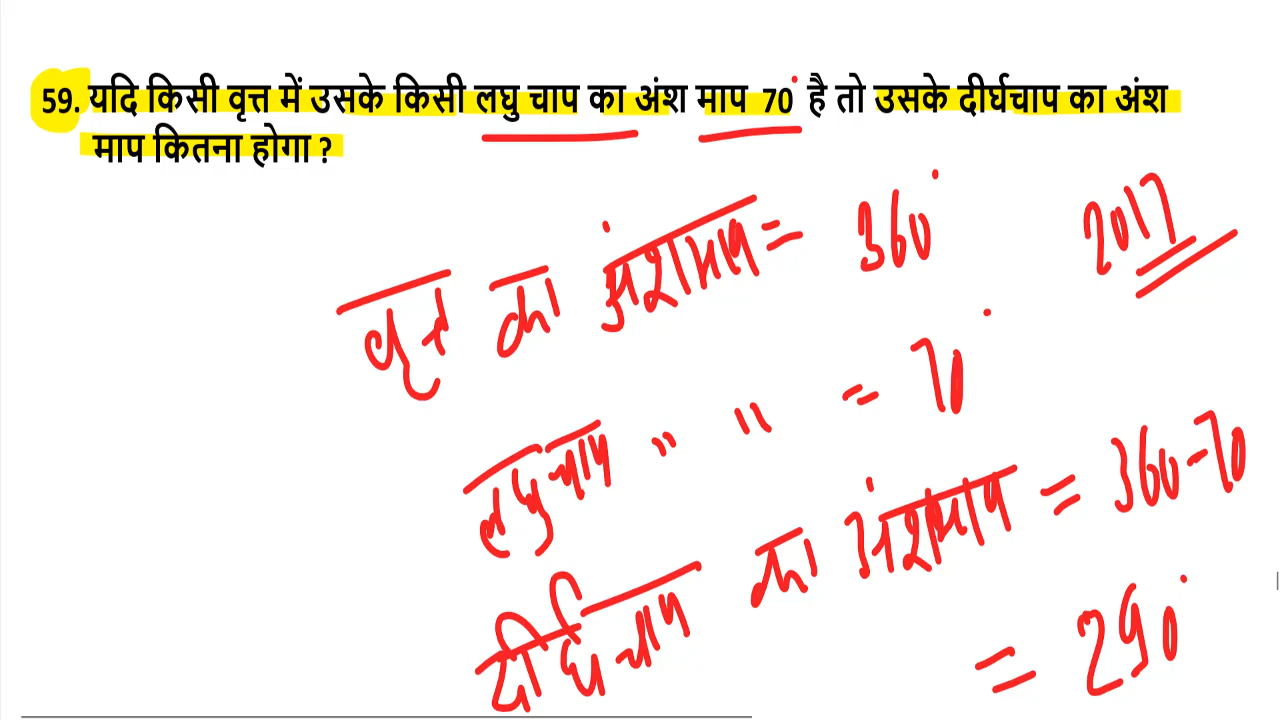 59. यदि किसी वृत्त में उसके किसी लघु चाप का अंश माप 70° है तो उसके दीर्घचाप का अंश
माप कितना होगा ?
वृत्त का अंशमाप = 360°
2017
लघुचाप " " = 70°
दीर्घचाप का अंशमाप = 360-70
= 290°